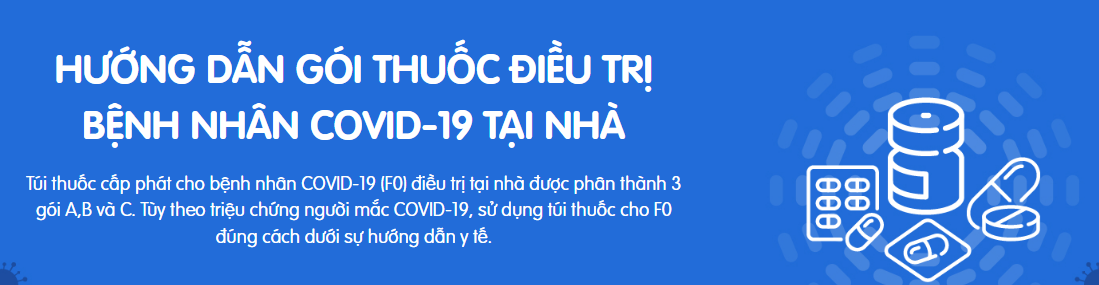 HƯỚNG DẪN GÓI THUỐC ĐIỀU TRỊ
BỆNH NHÂN COVID-19 TẠI NHÀ
Túi thuốc cấp phát cho bệnh nhân COVID-19 (F0) điều trị tại nhà được phân thành 3
gói A,B và C. Tùy theo triệu chứng người mắc COVID-19, sử dụng túi thuốc cho F0
đúng cách dưới sự hướng dẫn y tế.